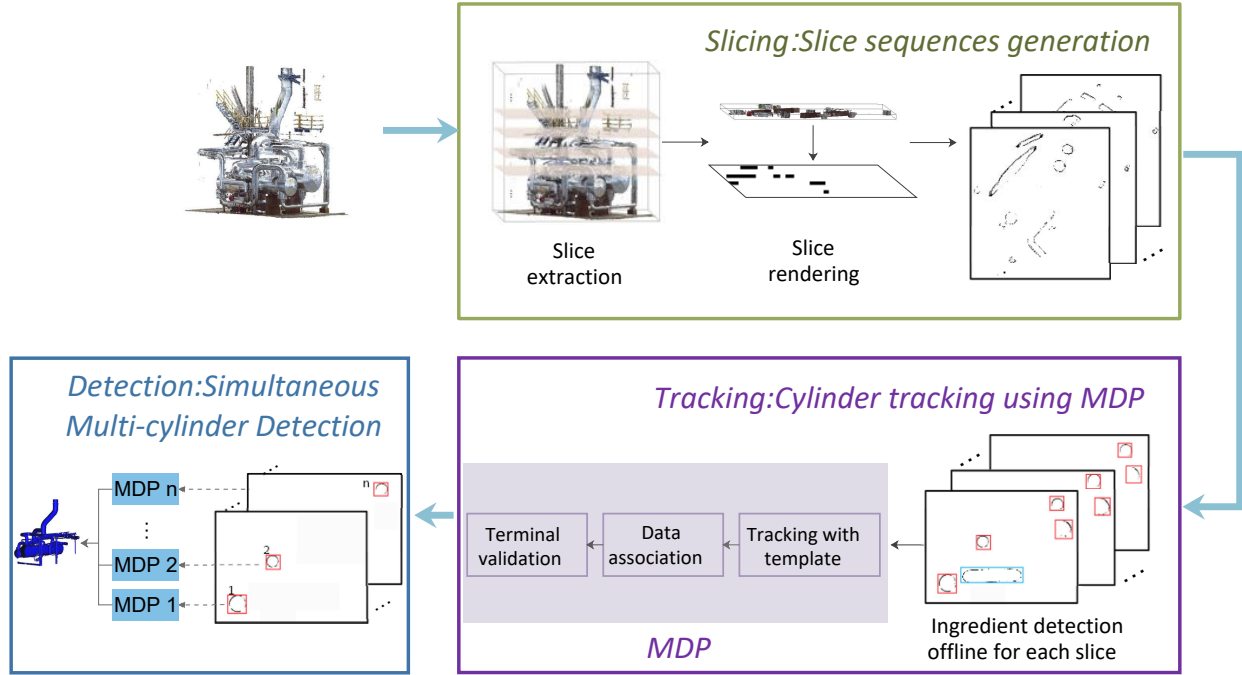 Slicing:Slice sequences generation
Slice
extraction
Slice
rendering
Tracking:Cylinder tracking using MDP
Ingredient detection
offline for each slice
Tracking with
template
Data
association
Terminal
validation
MDP
Detection:Simultaneous
Multi-cylinder Detection
n
2
1
MDP n
⋮
MDP 2
MDP 1